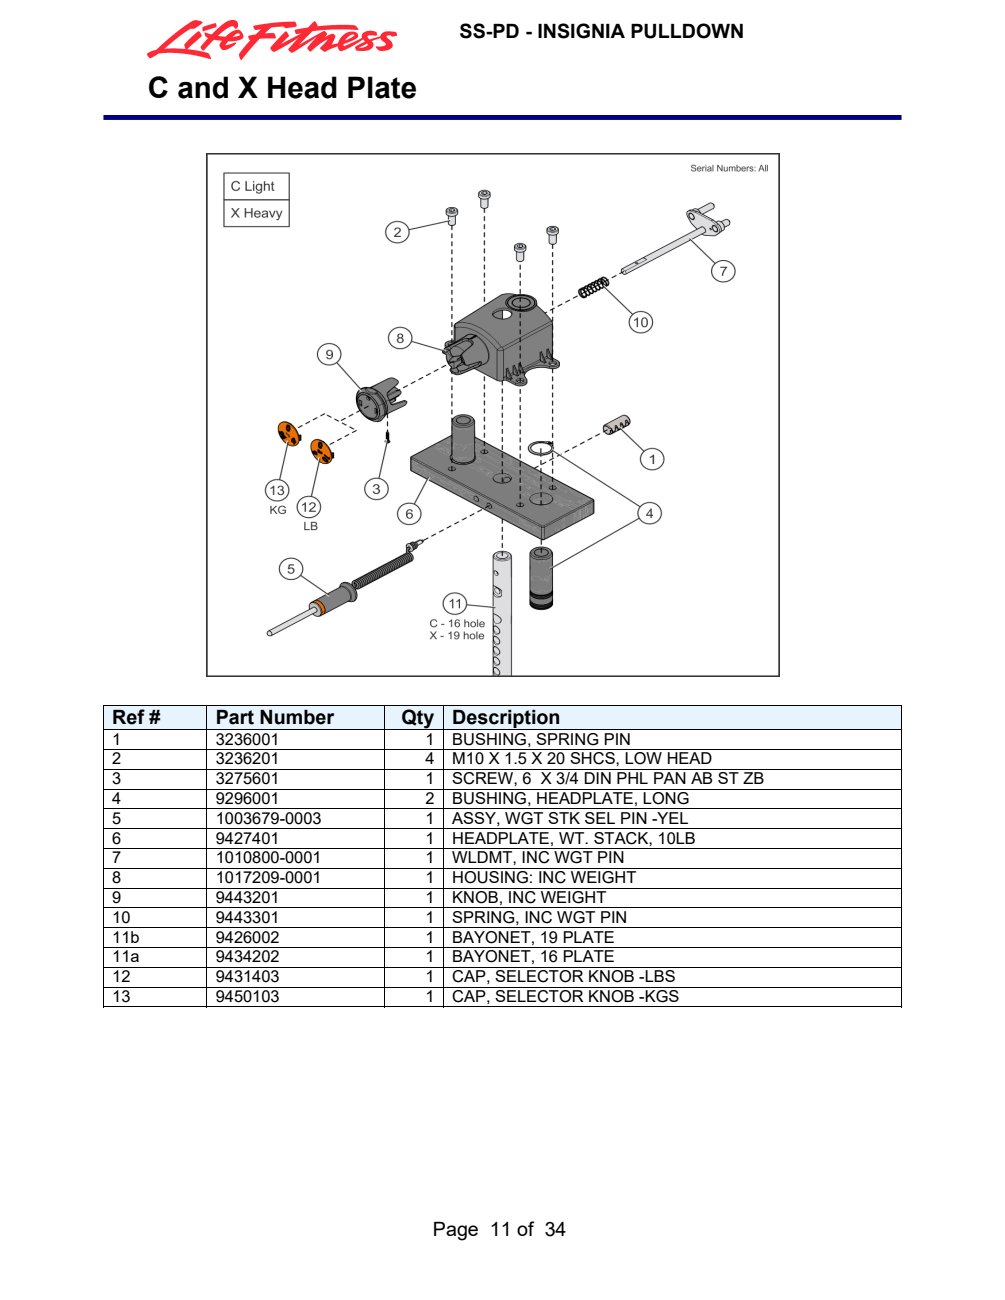 Life Fitness
SS-PD - INSIGNIA PULLDOWN
C and X Head Plate
Serial Numbers: All
C Light
X Heavy
2
7
10
8
9
1
13
KG
12
LB
3
6
4
5
11
C - 16 hole
X - 19 hole
Ref # Part Number Qty Description
1 3236001 1 BUSHING, SPRING PIN
2 3236201 4 M10 X 1.5 X 20 SHCS, LOW HEAD
3 3275601 1 SCREW, 6 X 3/4 DIN PHL PAN AB ST ZB
4 9296001 2 BUSHING, HEADPLATE, LONG
5 1003679-0003 1 ASSY, WGT STK SEL PIN -YEL
6 9427401 1 HEADPLATE, WT. STACK, 10LB
7 1010800-0001 1 WLDMT, INC WGT PIN
8 1017209-0001 1 HOUSING: INC WEIGHT
9 9443201 1 KNOB, INC WEIGHT
10 9443301 1 SPRING, INC WGT PIN
11b 9426002 1 BAYONET, 19 PLATE
11a 9434202 1 BAYONET, 16 PLATE
12 9431403 1 CAP, SELECTOR KNOB -LBS
13 9450103 1 CAP, SELECTOR KNOB -KGS
Page 11 of 34